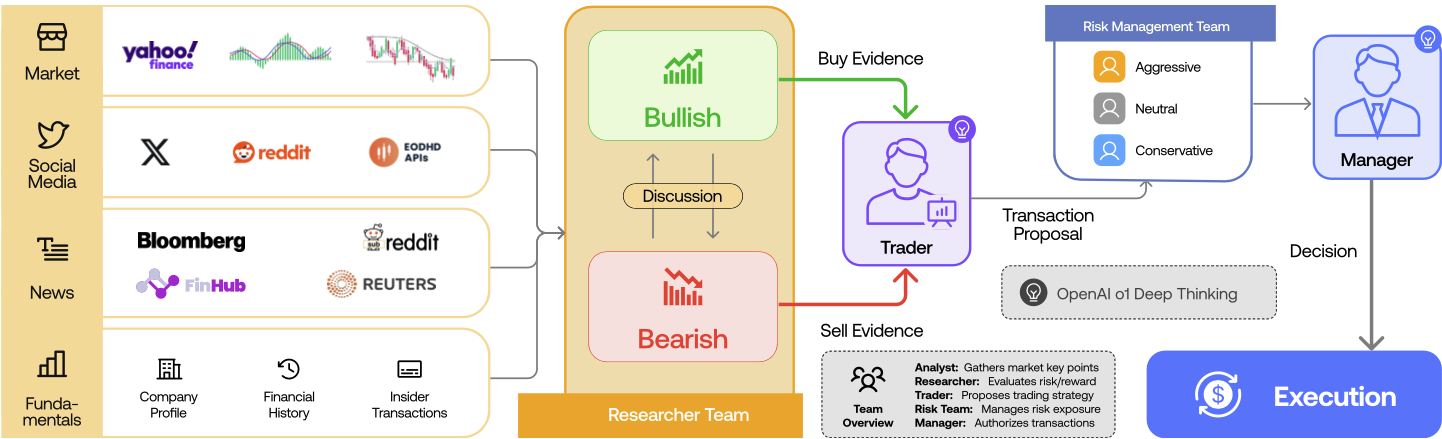 Market
yahoo!
finance
Social
Media
X
reddit
EODHD
APIs
News
Bloomberg
sub
reddit
FinHub
REUTERS
Funda-
mentals
Company
Profile
Financial
History
Insider
Transactions
Bullish
Discussion
Bearish
Researcher Team
Buy Evidence
Trader
Sell Evidence
Transaction
Proposal
Risk Management Team
Aggressive
Neutral
Conservative
Manager
Decision
OpenAI o1 Deep Thinking
Team
Overview
Analyst: Gathers market key points
Researcher: Evaluates risk/reward
Trader: Proposes trading strategy
Risk Team: Manages risk exposure
Manager: Authorizes transactions
$
Execution